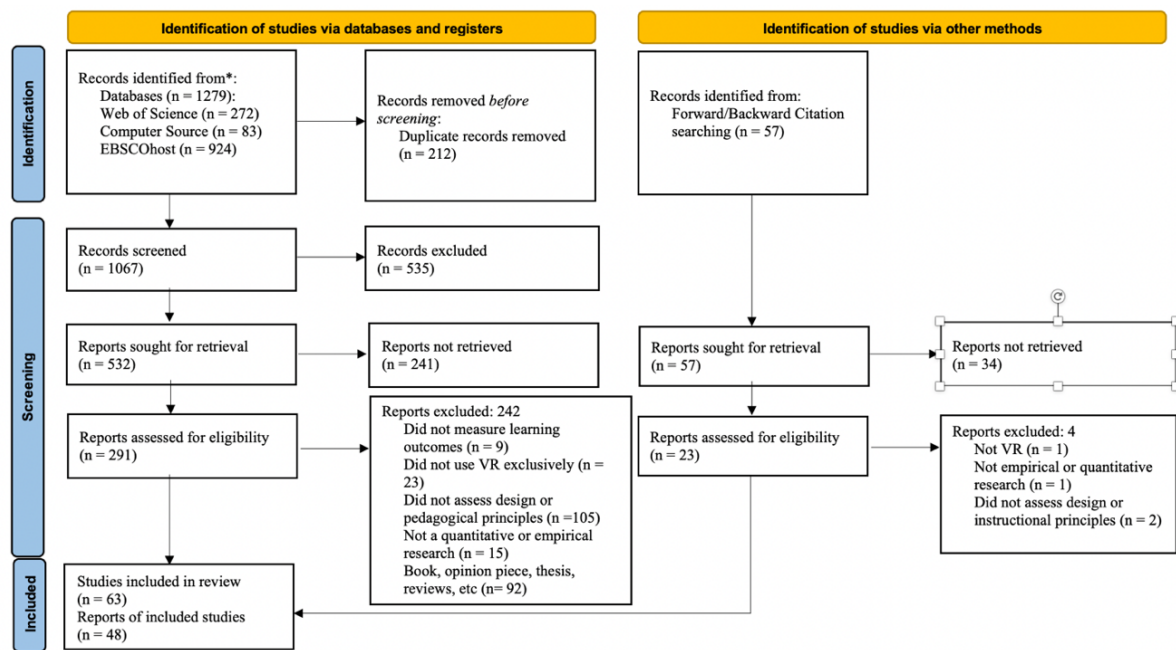 Identification of studies via databases and registers
Identification of studies via other methods
Identification
Records identified from*:
Databases (n = 1279):
Web of Science (n = 272)
Computer Source (n = 83)
EBSCOhost (n = 924)
Records removed before
screening:
Duplicate records removed
(n = 212)
Records identified from:
Forward/Backward Citation
searching (n = 57)
Screening
Records screened
(n = 1067)
Records excluded
(n = 535)
Reports sought for retrieval
(n = 532)
Reports not retrieved
(n = 241)
Reports sought for retrieval
(n = 57)
Reports not retrieved
(n = 34)
Reports assessed for eligibility
(n = 291)
Reports excluded: 242
Did not measure learning
outcomes (n = 9)
Did not use VR exclusively (n =
23)
Did not assess design or
pedagogical principles (n =105)
Not a quantitative or empirical
research (n = 15)
Book, opinion piece, thesis,
reviews, etc (n= 92)
Reports assessed for eligibility
(n = 23)
Reports excluded: 4
Not VR (n = 1)
Not empirical or quantitative
research (n = 1)
Did not assess design or
instructional principles (n = 2)
Included
Studies included in review
(n = 63)
Reports of included studies
(n = 48)